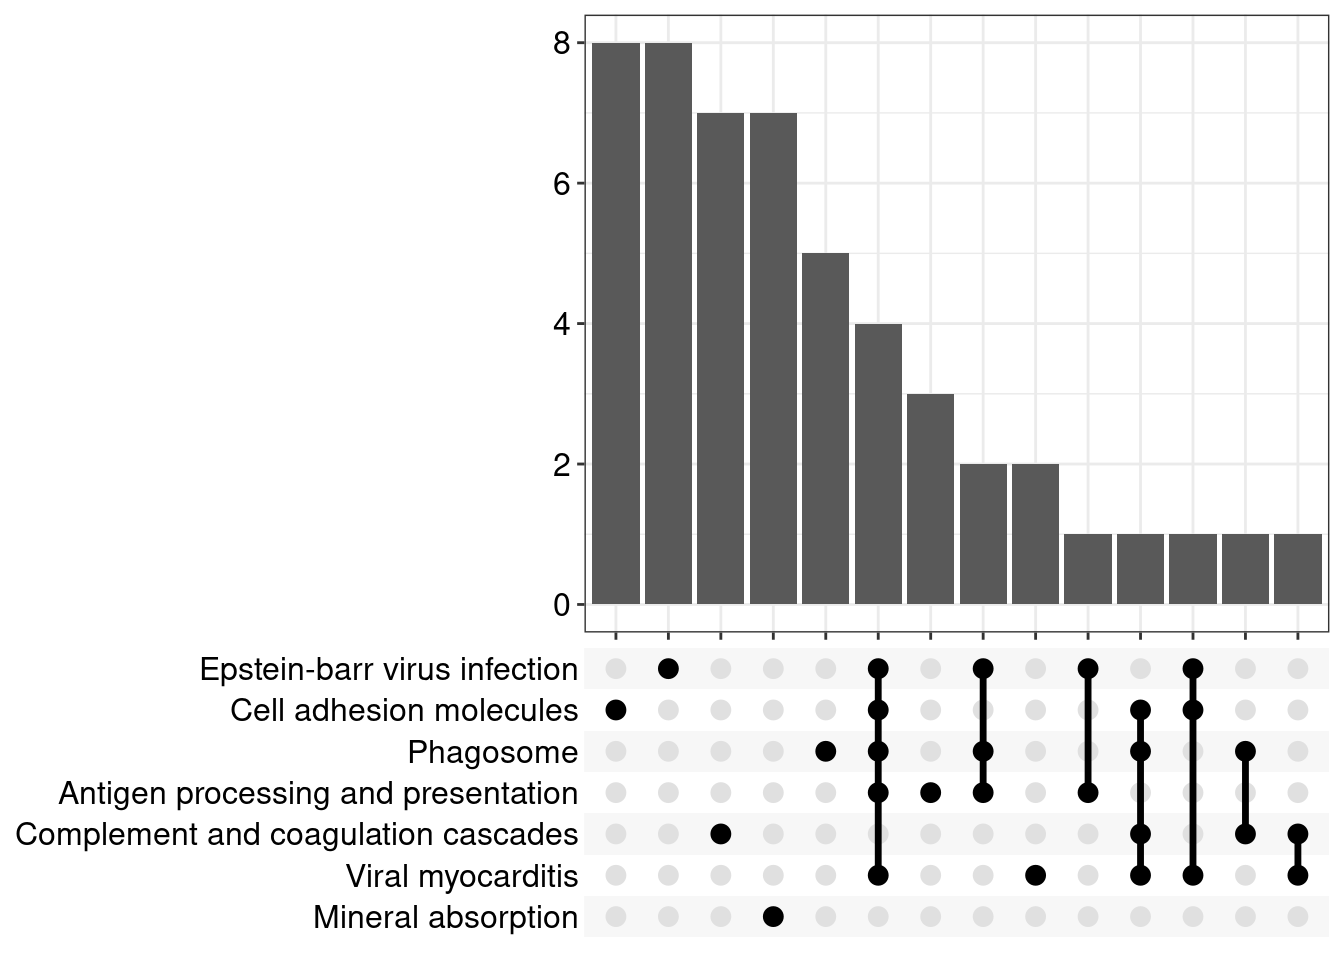 8
6
4
2
0
Epstein-barr virus infection
Cell adhesion molecules
Phagosome
Antigen processing and presentation
Complement and coagulation cascades
Viral myocarditis
Mineral absorption